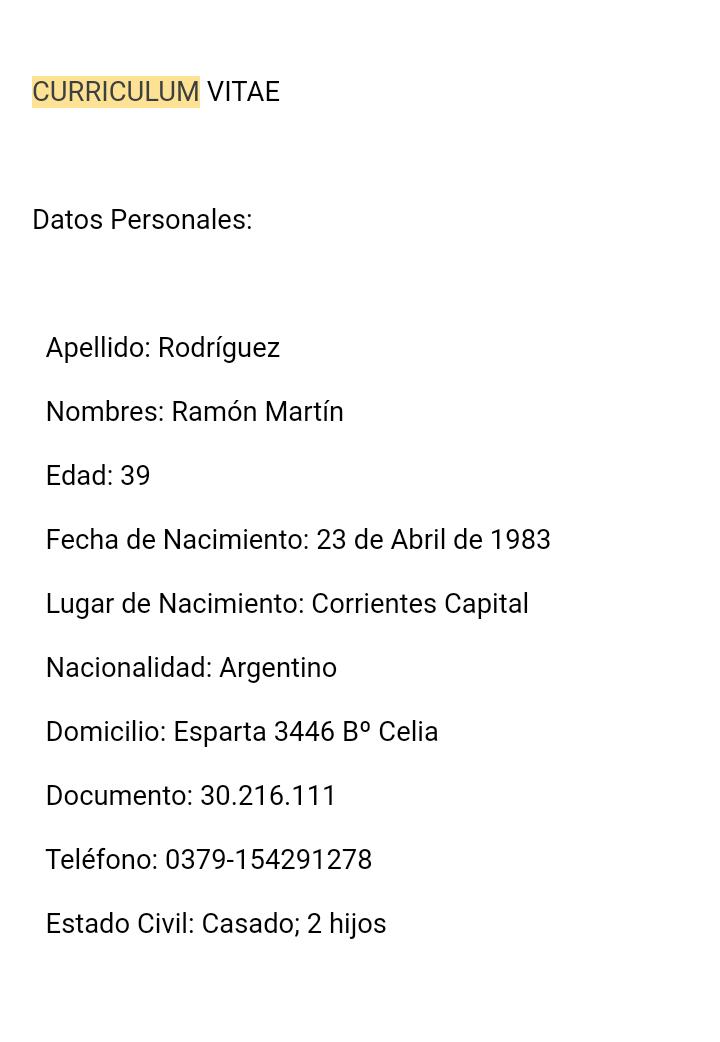 CURRICULUM VITAE
Datos Personales:
Apellido: Rodríguez
Nombres: Ramón Martín
Edad: 39
Fecha de Nacimiento: 23 de Abril de 1983
Lugar de Nacimiento: Corrientes Capital
Nacionalidad: Argentino
Domicilio: Esparta 3446 Bº Celia
Documento: 30.216.111
Teléfono: 0379-154291278
Estado Civil: Casado; 2 hijos